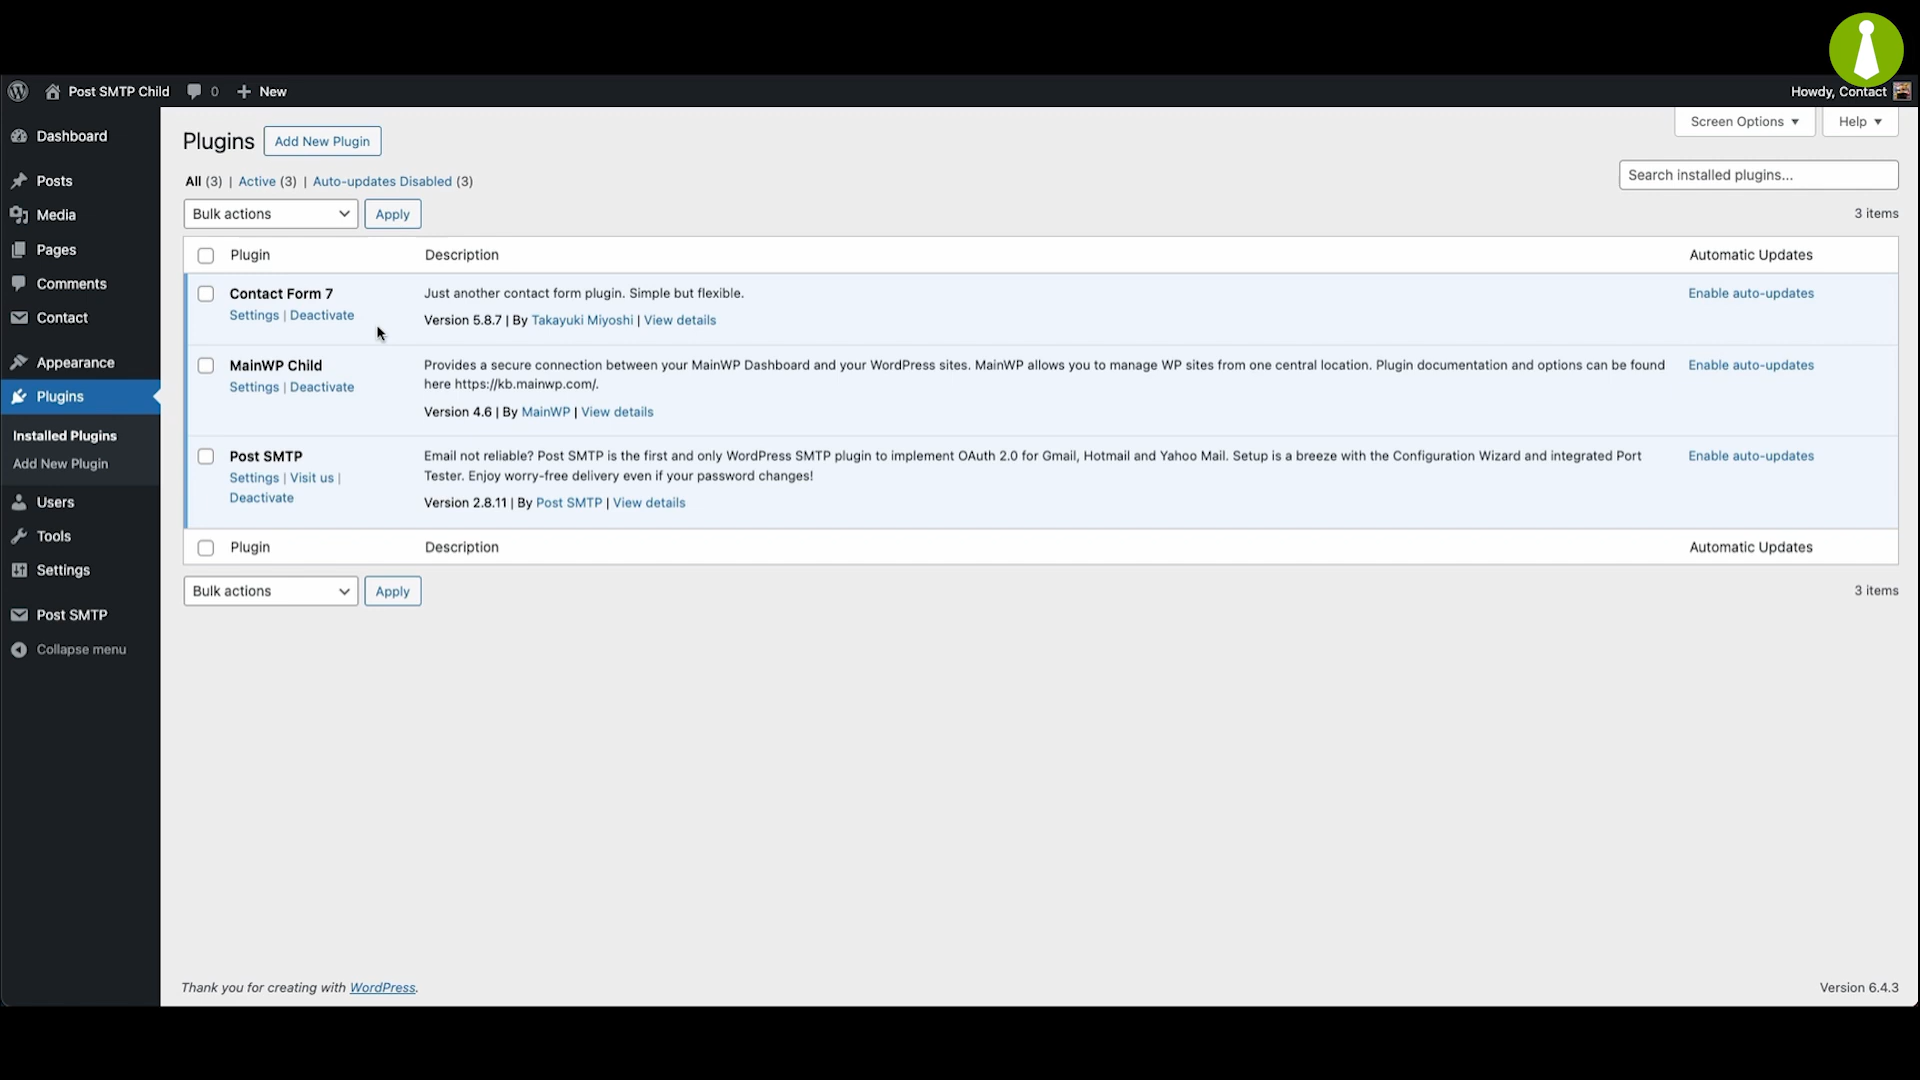 Post SMTP Child 0 New Howdy, Contact
Dashboard
Posts
Media
Pages
Comments
Contact
Appearance
Plugins
Installed Plugins
Add New Plugin
Users
Tools
Settings
Post SMTP
Collapse menu
Screen Options Help
Plugins Add New Plugin
All (3) | Active (3) | Auto-updates Disabled (3)
Search installed plugins...
Bulk actions Apply 3 items
Plugin Description Automatic Updates
Contact Form 7 Just another contact form plugin. Simple but flexible. Enable auto-updates
Settings | Deactivate Version 5.8.7 | By Takayuki Miyoshi | View details
MainWP Child Provides a secure connection between your MainWP Dashboard and your WordPress sites. MainWP allows you to manage WP sites from one central location. Plugin documentation and options can be found Enable auto-updates
Settings | Deactivate here https://kb.mainwp.com/.
Version 4.6 | By MainWP | View details
Post SMTP Email not reliable? Post SMTP is the first and only WordPress SMTP plugin to implement OAuth 2.0 for Gmail, Hotmail and Yahoo Mail. Setup is a breeze with the Configuration Wizard and integrated Port Enable auto-updates
Settings | Visit us | Tester. Enjoy worry-free delivery even if your password changes!
Deactivate Version 2.8.11 | By Post SMTP | View details
Plugin Description Automatic Updates
Bulk actions Apply 3 items
Thank you for creating with WordPress. Version 6.4.3